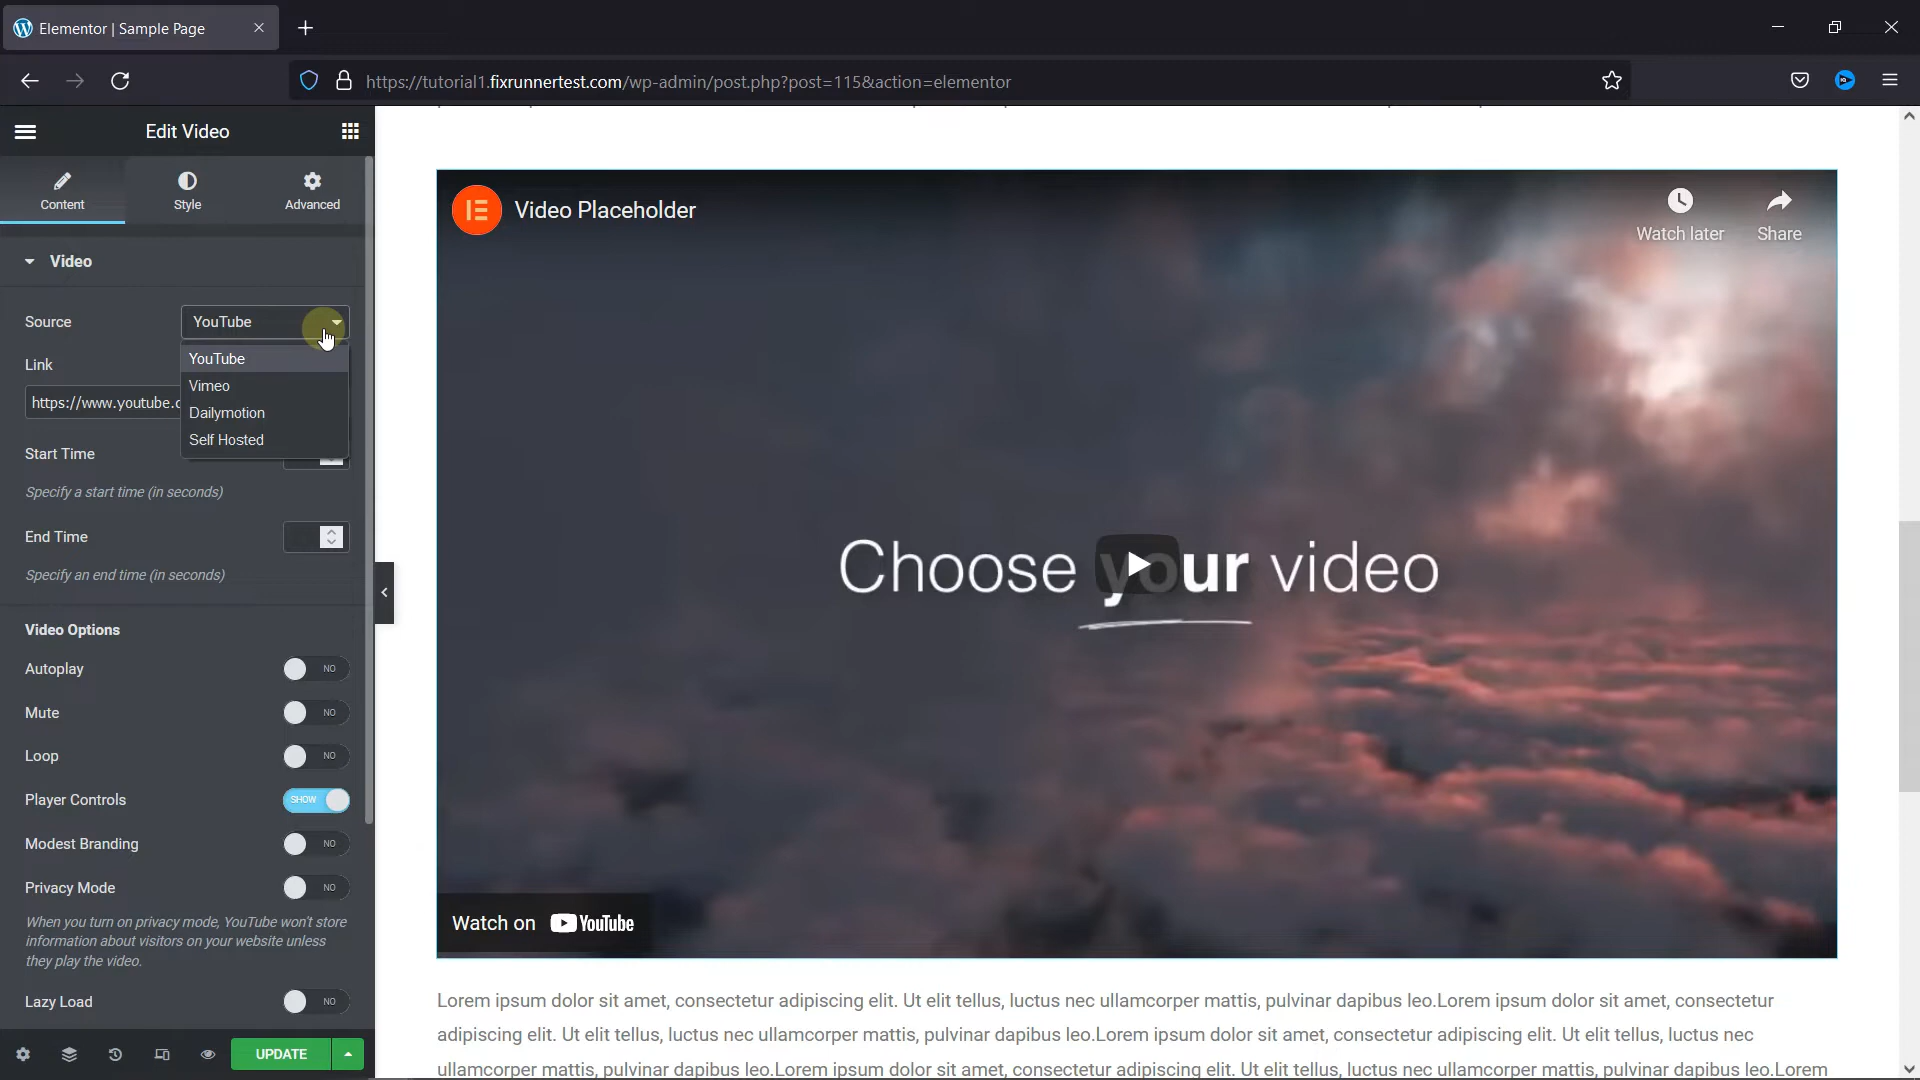 Elementor | Sample Page
https://tutorial1.fixrunnertest.com/wp-admin/post.php?post=115&action=elementor
Edit Video
Content
Style
Advanced
Video
Source
YouTube
YouTube
Vimeo
Dailymotion
Self Hosted
Link
https://www.youtube.c
Start Time
Specify a start time (in seconds)
End Time
Specify an end time (in seconds)
Video Options
Autoplay
NO
Mute
NO
Loop
NO
Player Controls
SHOW
Modest Branding
NO
Privacy Mode
NO
When you turn on privacy mode, YouTube won't store
information about visitors on your website unless
they play the video.
Lazy Load
NO
UPDATE
Video Placeholder
Watch later
Share
Choose your video
Watch on YouTube
Lorem ipsum dolor sit amet, consectetur adipiscing elit. Ut elit tellus, luctus nec ullamcorper mattis, pulvinar dapibus leo.Lorem ipsum dolor sit amet, consectetur
adipiscing elit. Ut elit tellus, luctus nec ullamcorper mattis, pulvinar dapibus leo.Lorem ipsum dolor sit amet, consectetur adipiscing elit. Ut elit tellus, luctus nec
ullamcorper mattis, pulvinar dapibus leo.Lorem ipsum dolor sit amet, consectetur adipiscing elit. Ut elit tellus, luctus nec ullamcorper mattis, pulvinar dapibus leo.Lorem